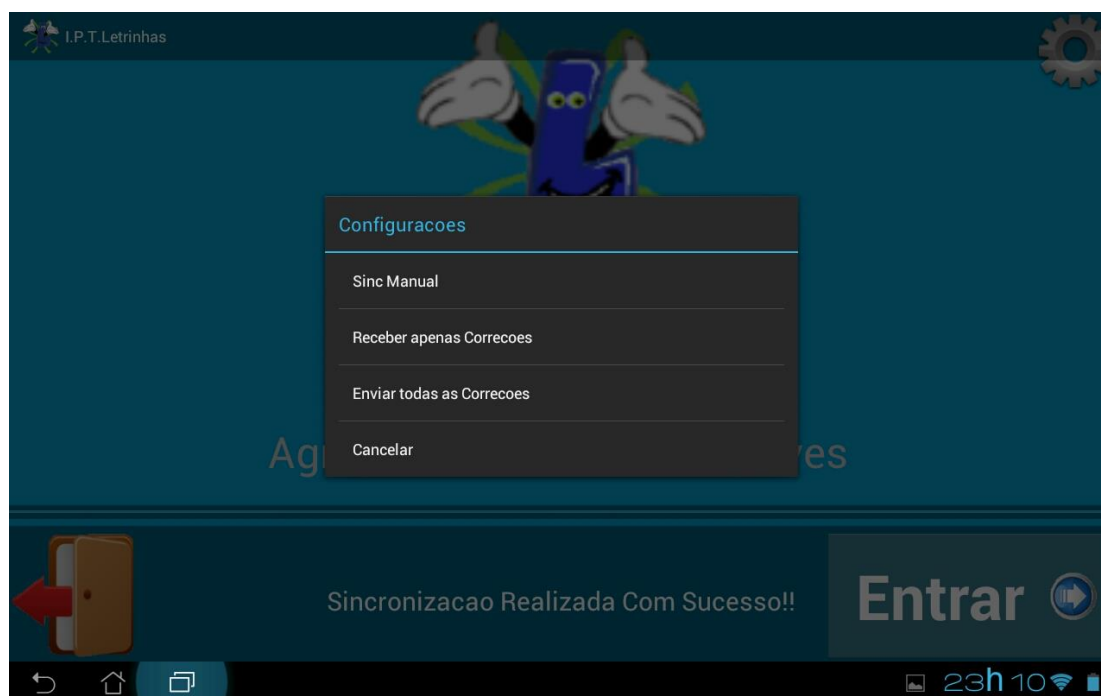 I.P.T.Letrinhas
Configuracoes
Sinc Manual
Receber apenas Correcoes
Enviar todas as Correcoes
Cancelar
Sincronizacao Realizada Com Sucesso!!
Entrar
23h10